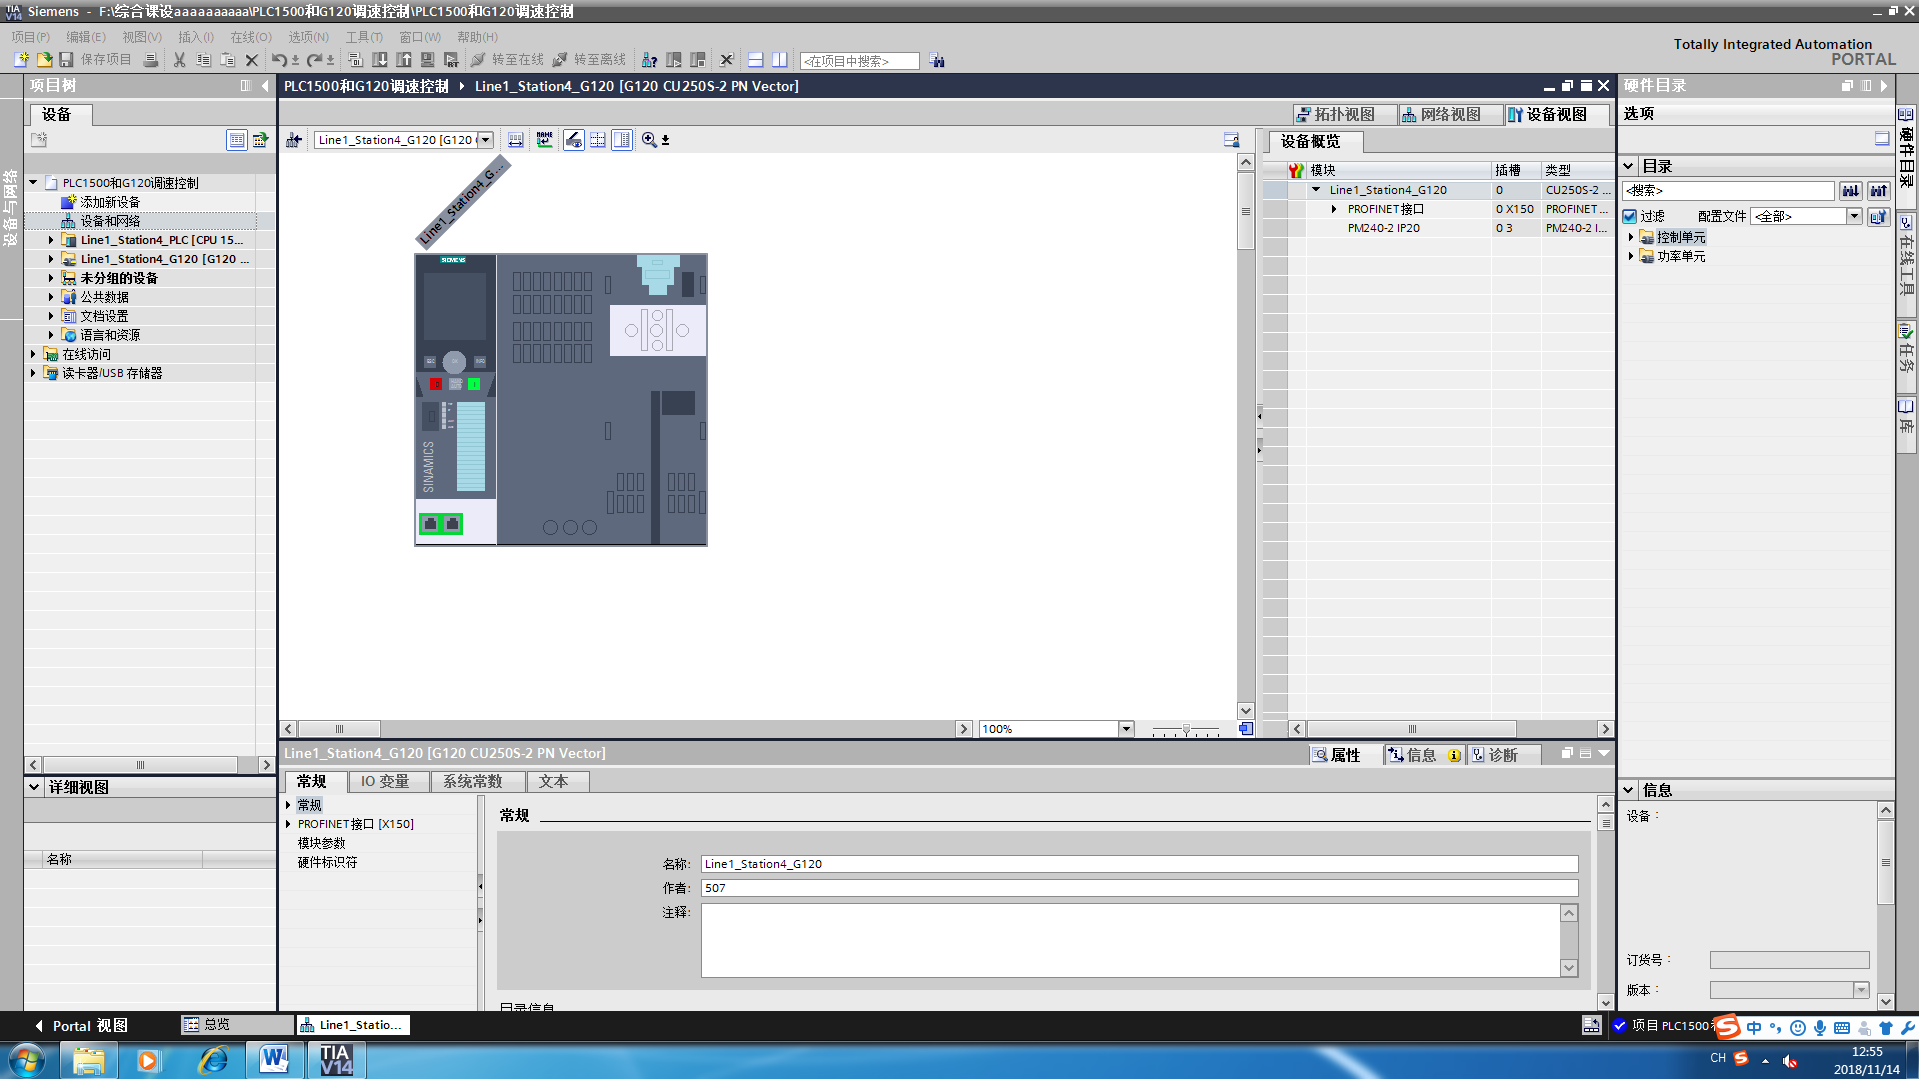 Siemens - F:\综合课设aaaaaaaaaa\PLC1500和G120调速控制\PLC1500和G120调速控制
项目(P) 编辑(E) 视图(V) 插入(I) 在线(O) 选项(N) 工具(T) 窗口(W) 帮助(H)
保存项目 转至在线 转至离线 <在项目中搜索>
Totally Integrated Automation
PORTAL
项目树
设备
设备与网络
PLC1500和G120调速控制
添加新设备
设备和网络
Line1_Station4_PLC [CPU 15...
Line1_Station4_G120 [G120 ...
未分组的设备
公共数据
文档设置
语言和资源
在线访问
读卡器/USB 存储器
详细视图
名称
PLC1500和G120调速控制 Line1_Station4_G120 [G120 CU250S-2 PN Vector]
拓扑视图 网络视图 设备视图
Line1_Station4_G120 [G120
Line1_Station4_G...
SIEMENS
SINAMICS
100%
设备概览
模块 插槽 类型
Line1_Station4_G120 0 CU250S-2 ...
PROFINET接口 0 X150 PROFINET ...
PM240-2 IP20 0 3 PM240-2 I...
Line1_Station4_G120 [G120 CU250S-2 PN Vector]
属性 信息 诊断
常规 IO 变量 系统常数 文本
常规
PROFINET接口 [X150]
模块参数
硬件标识符
常规
名称: Line1_Station4_G120
作者: 507
注释:
目录信息
硬件目录
选项
目录
<搜索>
过滤 配置文件 <全部>
控制单元
功率单元
信息
设备:
订货号:
版本:
硬件目录
在线工具
任务
库
Portal 视图 总览 Line1_Statio...
项目 PLC1500和
中
CH
12:55
2018/11/14
TIA
V14